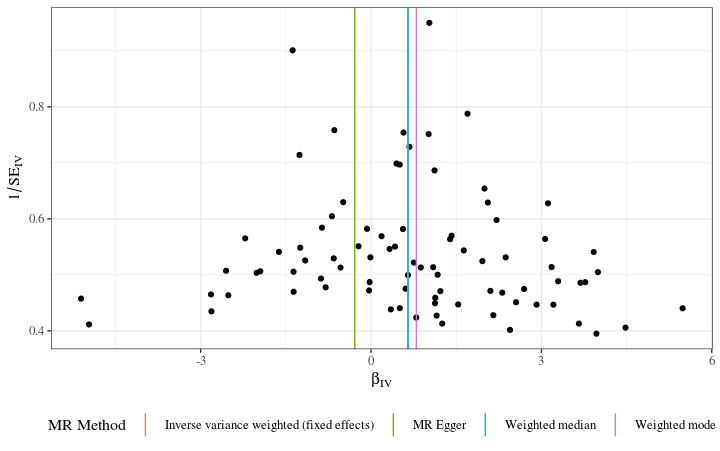 0.8
0.6
0.4
1/SE_IV
-3 0 3 6
β_IV
MR Method Inverse variance weighted (fixed effects) MR Egger Weighted median Weighted mode